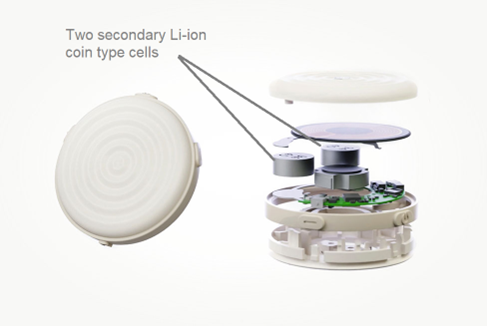 Two secondary Li-ion
coin type cells